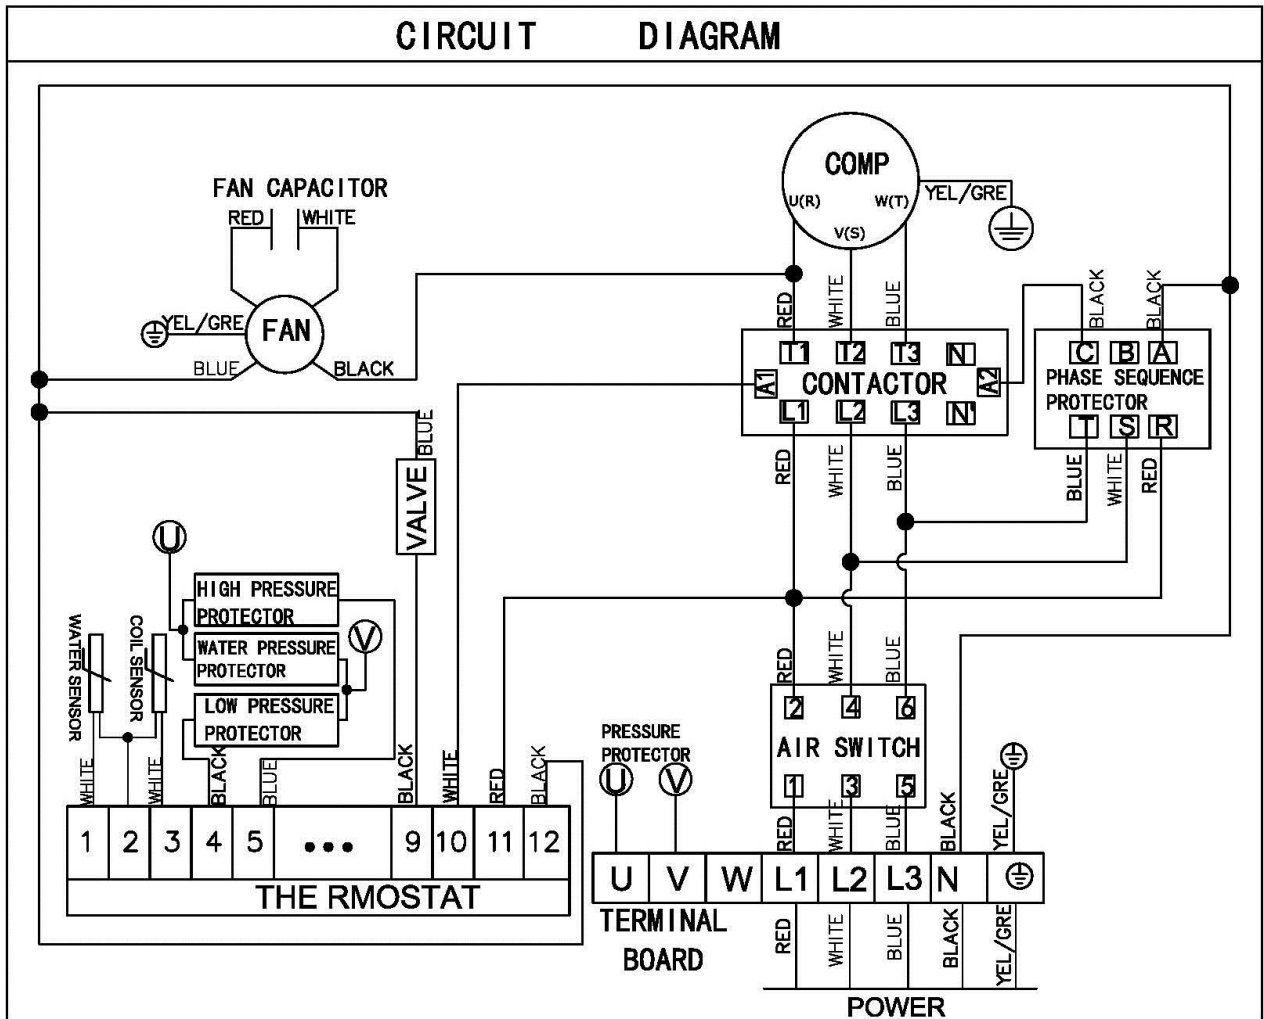 CIRCUIT DIAGRAM
COMP
U(R)
V(S)
W(T)
YEL/GRE
FAN CAPACITOR
RED
WHITE
YEL/GRE
FAN
BLUE
BLACK
RED
WHITE
BLUE
BLACK
BLACK
T1
T2
T3
N
A1
CONTACTOR
A2
L1
L2
L3
N'
C
B
A
PHASE SEQUENCE
PROTECTOR
T
S
R
BLUE
VALVE
RED
WHITE
BLUE
BLUE
WHITE
RED
U
HIGH PRESSURE
PROTECTOR
WATER PRESSURE
PROTECTOR
V
LOW PRESSURE
PROTECTOR
WATER SENSOR
COIL SENSOR
WHITE
WHITE
BLACK
BLUE
BLACK
WHITE
RED
BLACK
1
2
3
4
5
•••
9
10
11
12
THE RMOSTAT
RED
WHITE
BLUE
2
4
6
AIR SWITCH
1
3
5
PRESSURE
PROTECTOR
U
V
RED
WHITE
BLUE
BLACK
YEL/GRE
U
V
W
L1
L2
L3
N
TERMINAL
BOARD
RED
WHITE
BLUE
BLACK
YEL/GRE
POWER